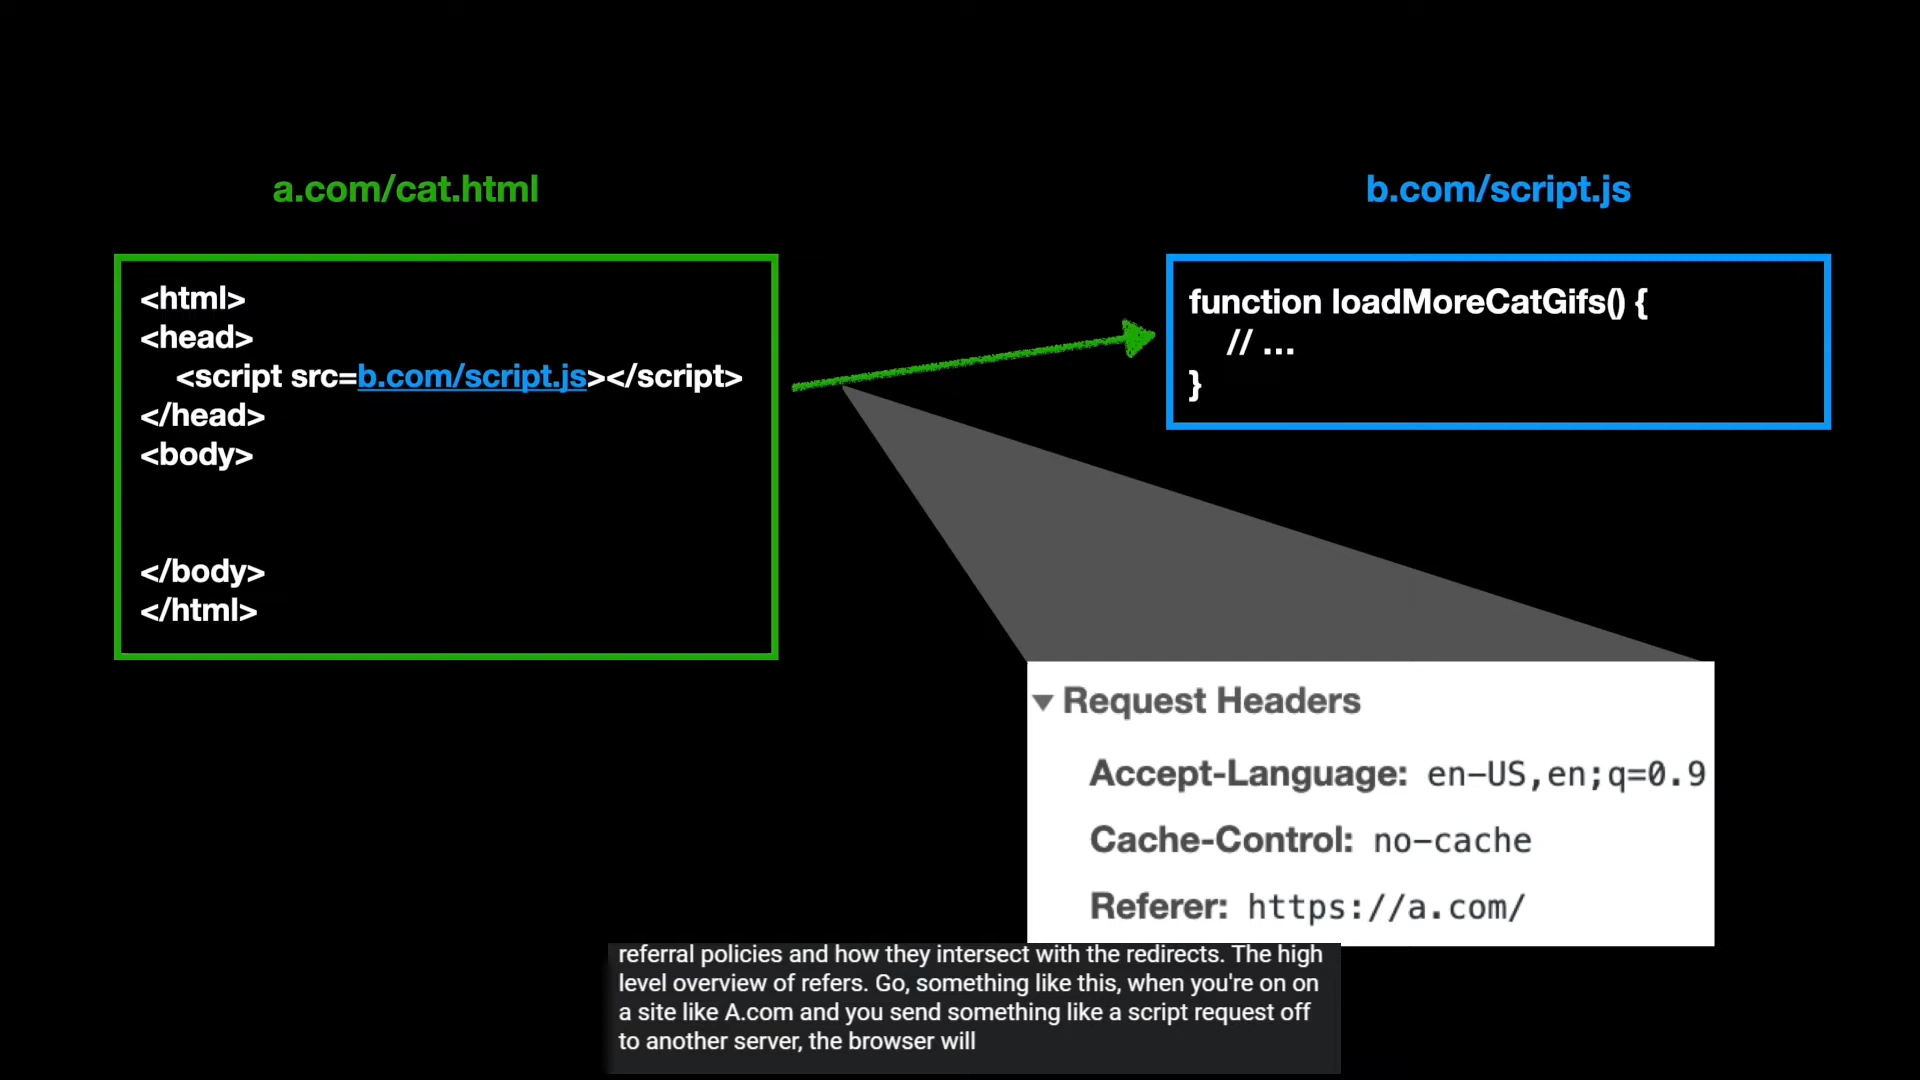 a.com/cat.html
<html>
<head>
<script src=b.com/script.js></script>
</head>
<body>
</body>
</html>
b.com/script.js
function loadMoreCatGifs() {
// ...
}
Request Headers
Accept-Language: en-US,en;q=0.9
Cache-Control: no-cache
Referer: https://a.com/
referral policies and how they intersect with the redirects. The high
level overview of refers. Go, something like this, when you're on on
a site like A.com and you send something like a script request off
to another server, the browser will